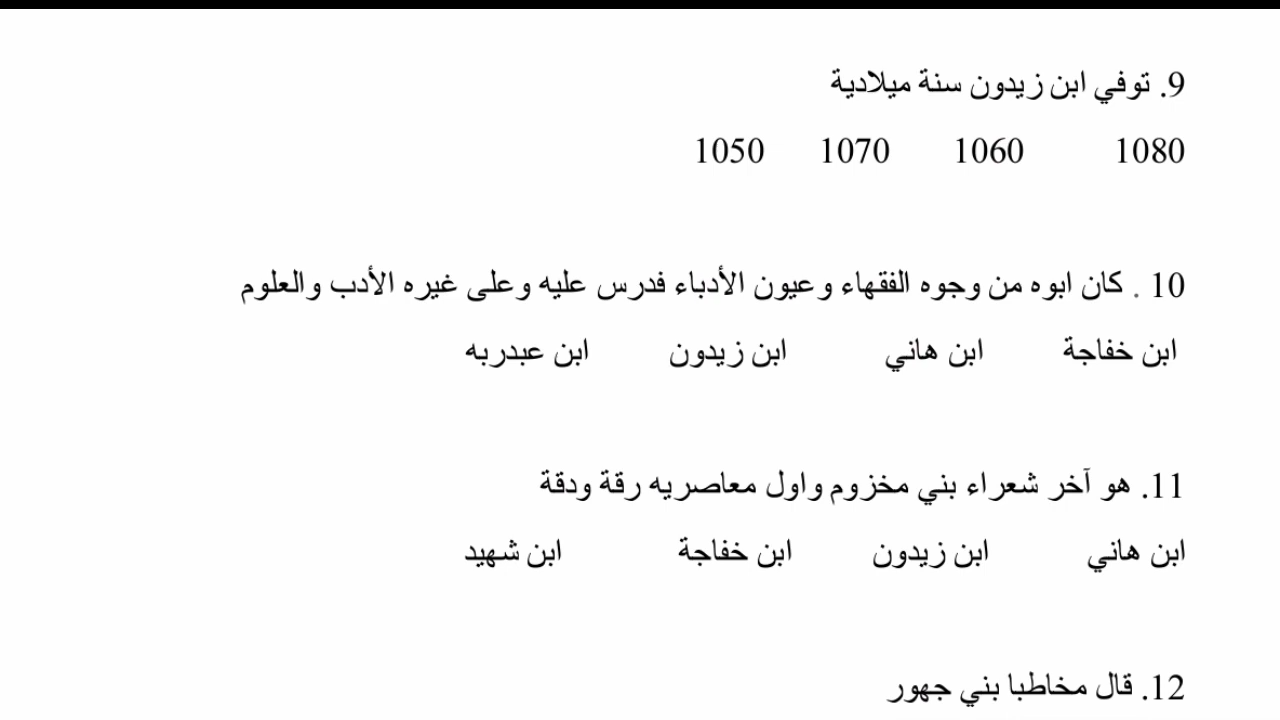 9. توفي ابن زيدون سنة ميلادية
1080 1060 1070 1050
10 . كان ابوه من وجوه الفقهاء وعيون الأدباء فدرس عليه وعلى غيره الأدب والعلوم
ابن خفاجة ابن هاني ابن زيدون ابن عبدربه
11. هو آخر شعراء بني مخزوم واول معاصريه رقة ودقة
ابن هاني ابن زيدون ابن خفاجة ابن شهيد
12. قال مخاطبا بني جهور